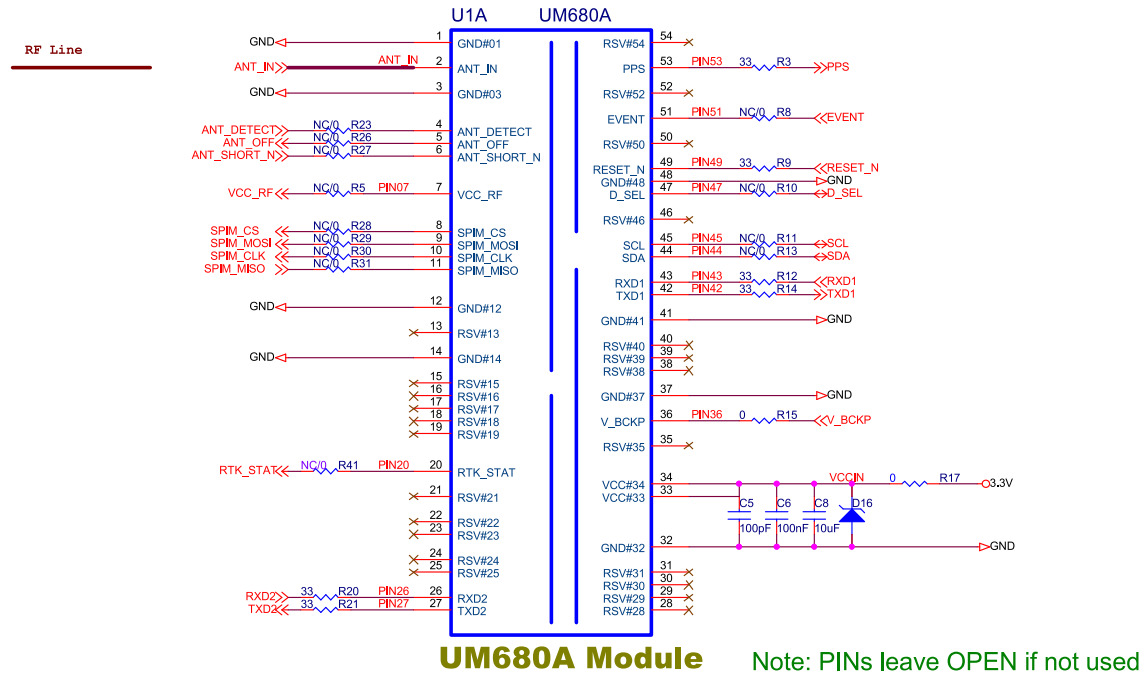 U1A UM680A
RF Line
GND 1 GND#01
ANT_IN ANT_IN 2 ANT_IN
GND 3 GND#03
ANT_DETECT NC/0 R23 4 ANT_DETECT
ANT_OFF NC/0 R26 5 ANT_OFF
ANT_SHORT_N NC/0 R27 6 ANT_SHORT_N
VCC_RF NC/0 R5 PIN07 7 VCC_RF
SPIM_CS NC/0 R28 8 SPIM_CS
SPIM_MOSI NC/0 R29 9 SPIM_MOSI
SPIM_CLK NC/0 R30 10 SPIM_CLK
SPIM_MISO NC/0 R31 11 SPIM_MISO
GND 12 GND#12
13 RSV#13
GND 14 GND#14
15 RSV#15
16 RSV#16
17 RSV#17
18 RSV#18
19 RSV#19
RTK_STAT NC/0 R41 PIN20 20 RTK_STAT
21 RSV#21
22 RSV#22
23 RSV#23
24 RSV#24
25 RSV#25
RXD2 33 R20 PIN26 26 RXD2
TXD2 33 R21 PIN27 27 TXD2
RSV#54 54
PPS 53 PIN53 33 R3 PPS
RSV#52 52
EVENT 51 PIN51 NC/0 R8 EVENT
RSV#50 50
RESET_N 49 PIN49 33 R9 RESET_N
GND#48 48 GND
D_SEL 47 PIN47 NC/0 R10 D_SEL
RSV#46 46
SCL 45 PIN45 NC/0 R11 SCL
SDA 44 PIN44 NC/0 R13 SDA
RXD1 43 PIN43 33 R12 RXD1
TXD1 42 PIN42 33 R14 TXD1
GND#41 41 GND
RSV#40 40
RSV#39 39
RSV#38 38
GND#37 37 GND
V_BCKP 36 PIN36 0 R15 V_BCKP
RSV#35 35
VCC#34 34 VCCIN 0 R17 3.3V
VCC#33 33
C5 C6 C8 D16
100pF 100nF 10uF
GND#32 32 GND
RSV#31 31
RSV#30 30
RSV#29 29
RSV#28 28
UM680A Module
Note: PINs leave OPEN if not used